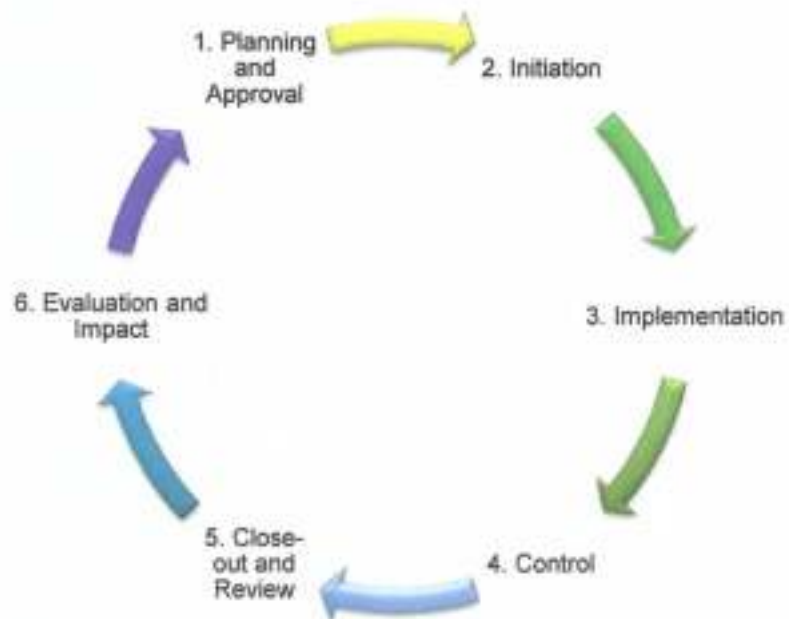 1. Planning
and
Approval
2. Initiation
3. Implementation
4. Control
5. Close-
out and
Review
6. Evaluation and
Impact